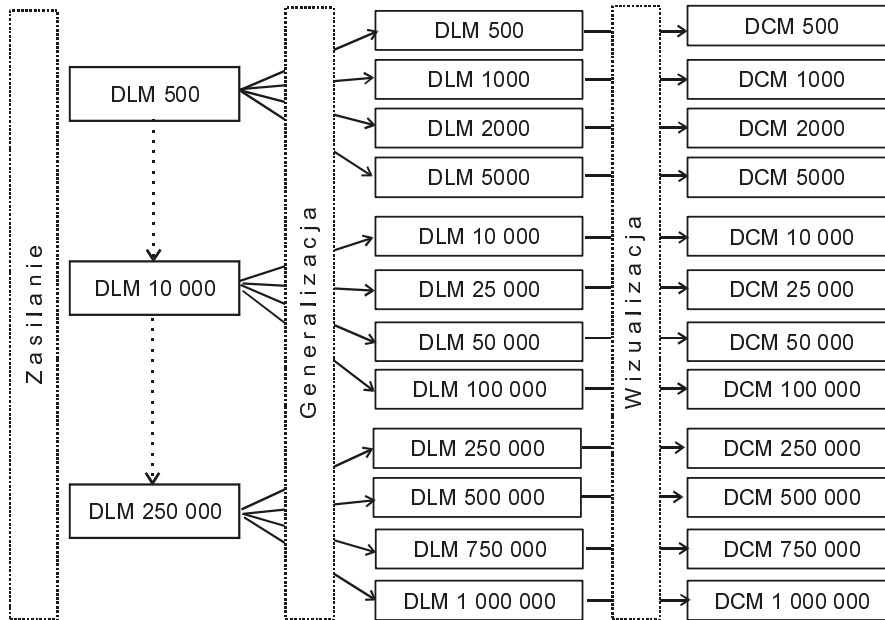 Zasilanie
DLM 500
DLM 10 000
DLM 250 000
Generalizacja
DLM 500
DLM 1000
DLM 2000
DLM 5000
DLM 10 000
DLM 25 000
DLM 50 000
DLM 100 000
DLM 250 000
DLM 500 000
DLM 750 000
DLM 1 000 000
Wizualizacja
DCM 500
DCM 1000
DCM 2000
DCM 5000
DCM 10 000
DCM 25 000
DCM 50 000
DCM 100 000
DCM 250 000
DCM 500 000
DCM 750 000
DCM 1 000 000